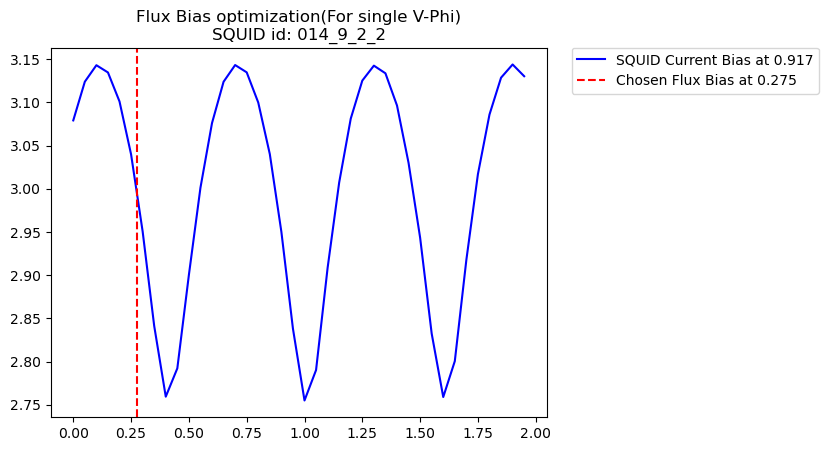 Flux Bias optimization(For single V-Phi)
SQUID id: 014_9_2_2
SQUID Current Bias at 0.917
Chosen Flux Bias at 0.275
3.15
3.10
3.05
3.00
2.95
2.90
2.85
2.80
2.75
0.00 0.25 0.50 0.75 1.00 1.25 1.50 1.75 2.00